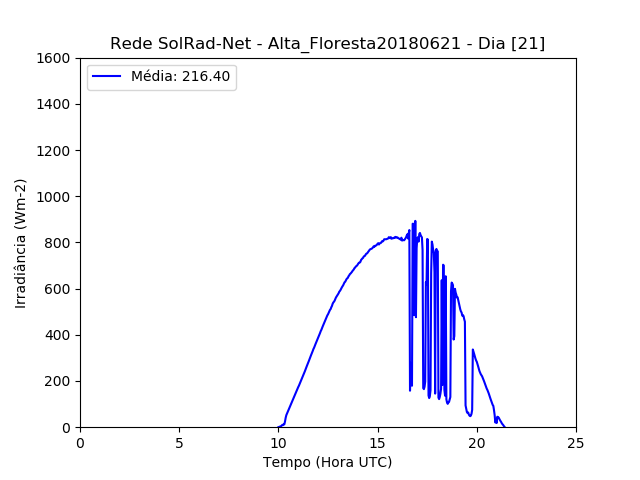 Rede SolRad-Net - Alta_Floresta20180621 - Dia [21]
Média: 216.40
1600
1400
1200
1000
800
600
400
200
0
Irradiância (Wm-2)
0 5 10 15 20 25
Tempo (Hora UTC)